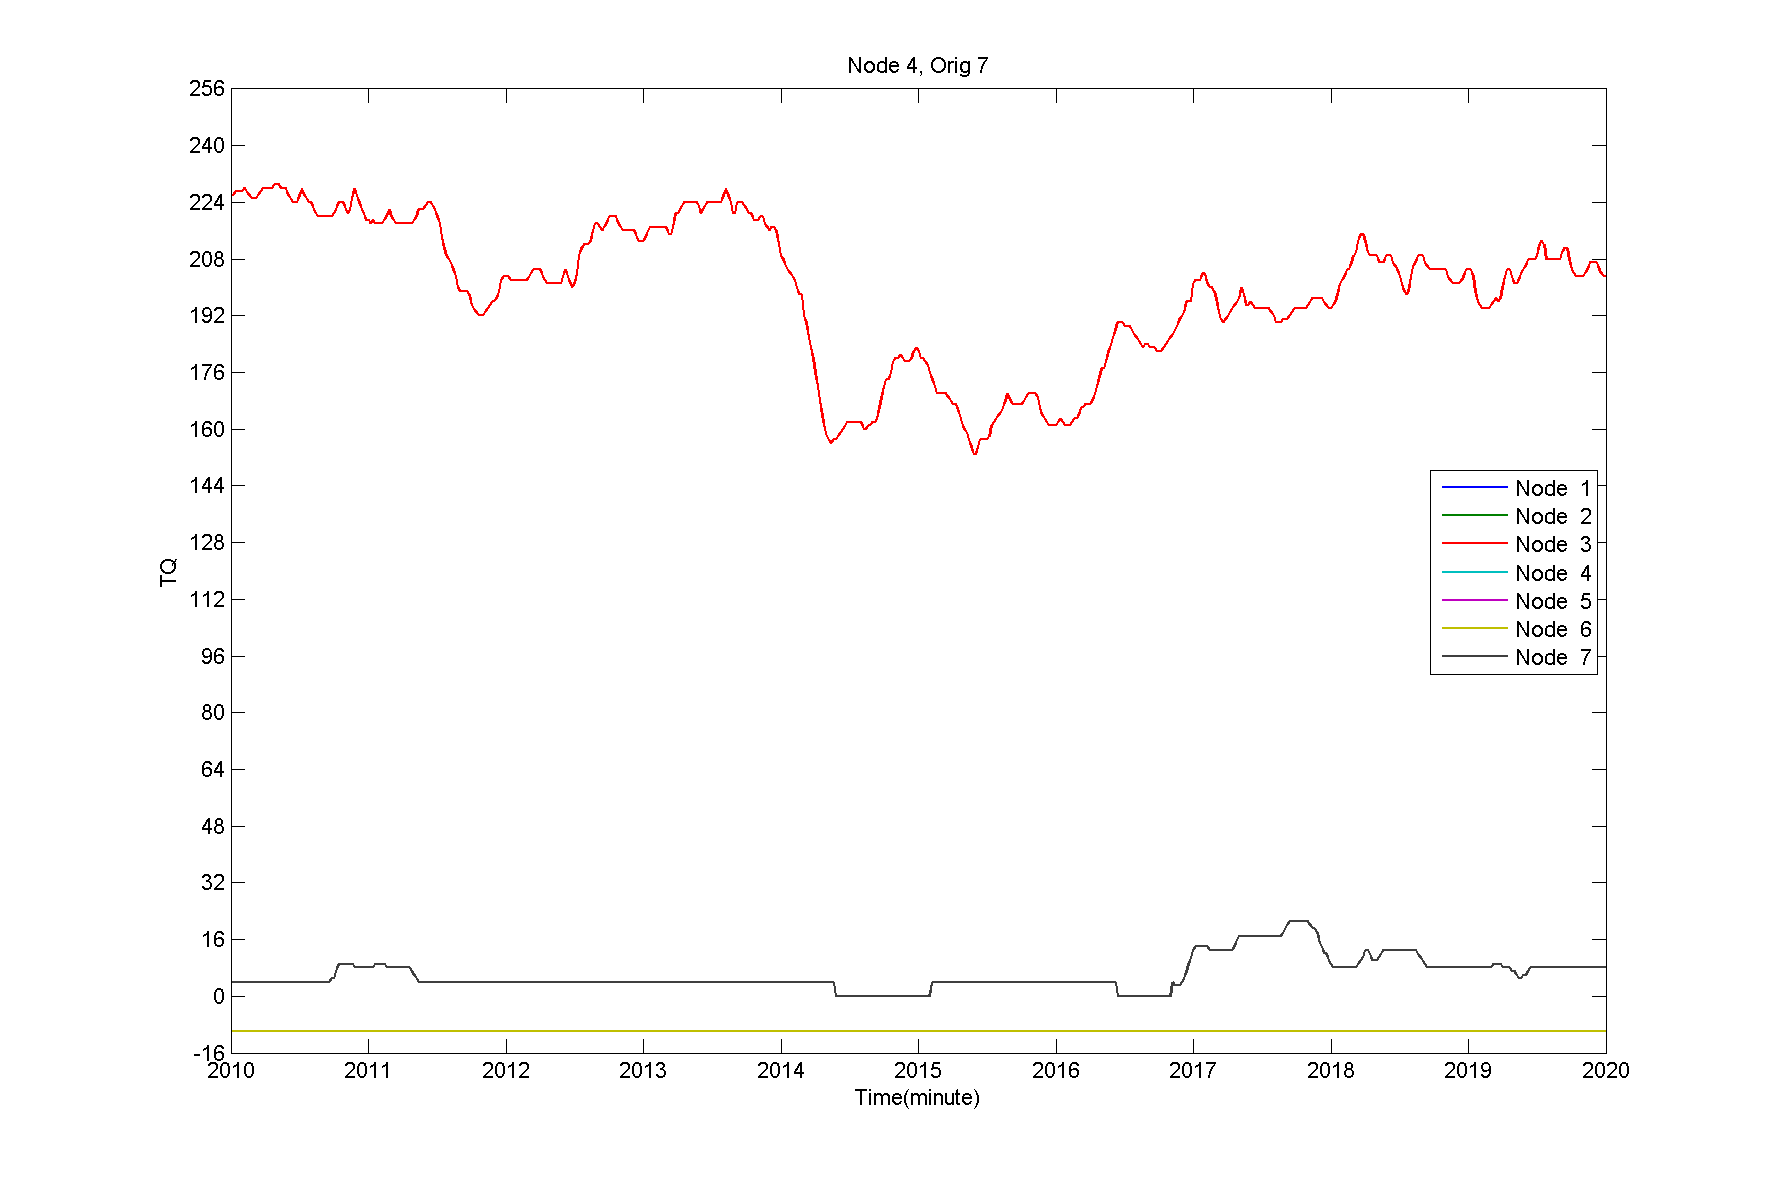 Node 4, Orig 7
256
240
224
208
192
176
160
144
128
112
96
80
64
48
32
16
0
-16
TQ
Node 1
Node 2
Node 3
Node 4
Node 5
Node 6
Node 7
2010 2011 2012 2013 2014 2015 2016 2017 2018 2019 2020
Time(minute)